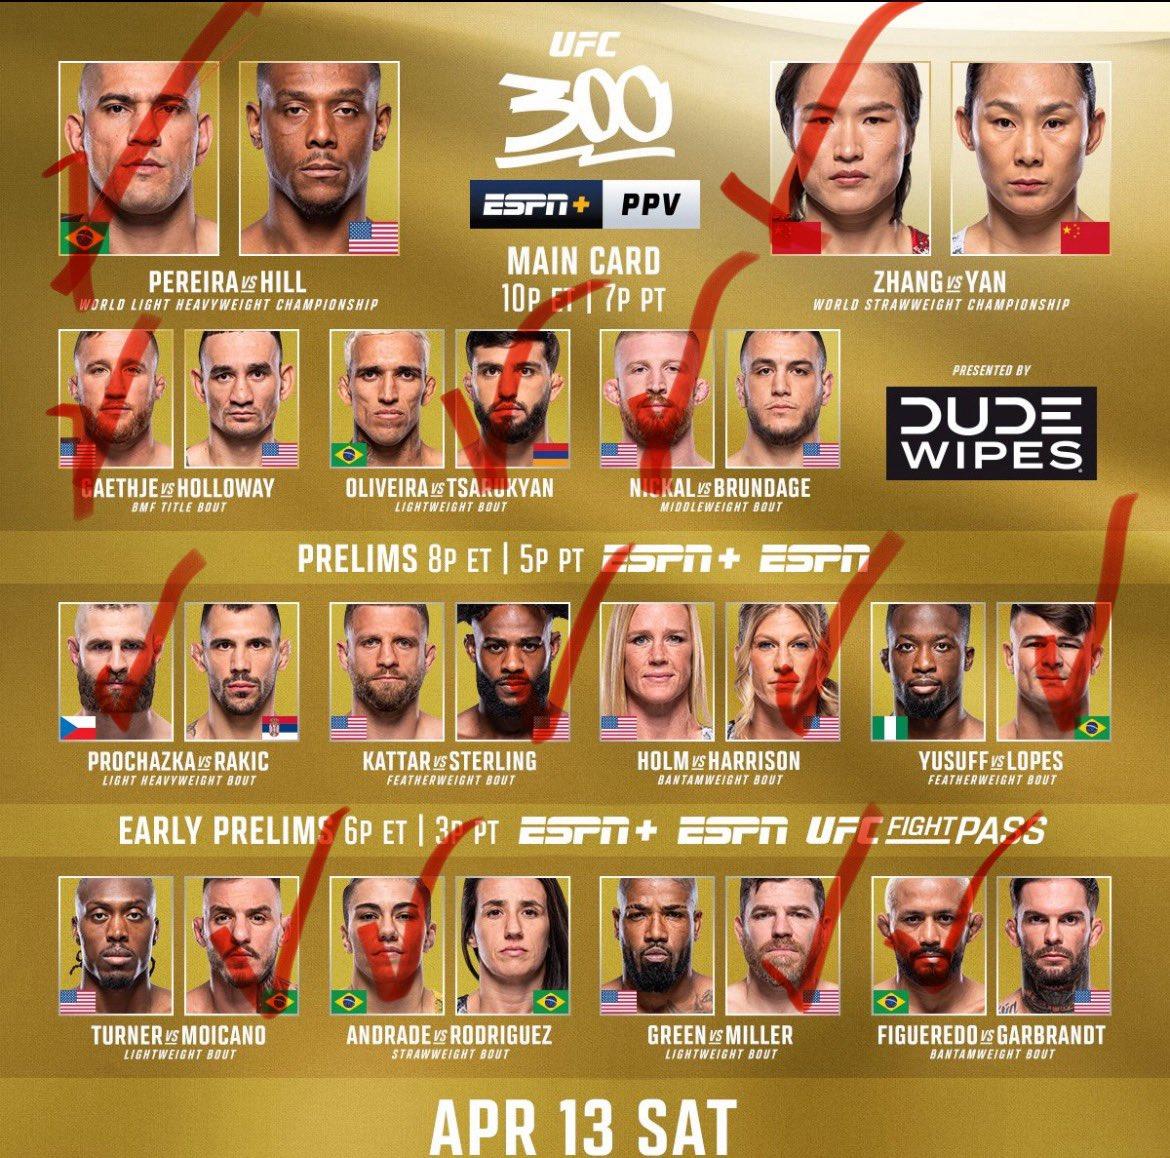 UFC
300
ESPN+ PPV
MAIN CARD
10P ET | 7P PT
PEREIRA VS HILL
WORLD LIGHT HEAVYWEIGHT CHAMPIONSHIP
ZHANG VS YAN
WORLD STRAWWEIGHT CHAMPIONSHIP
GAETHJE VS HOLLOWAY
BMF TITLE BOUT
OLIVEIRA VS TSARUKYAN
LIGHTWEIGHT BOUT
NICKAL VS BRUNDAGE
MIDDLEWEIGHT BOUT
PRESENTED BY
DUDE
WIPES
PRELIMS 8P ET | 5P PT ESPN+ ESPN
PROCHAZKA VS RAKIC
LIGHT HEAVYWEIGHT BOUT
KATTAR VS STERLING
FEATHERWEIGHT BOUT
HOLM VS HARRISON
BANTAMWEIGHT BOUT
YUSUFF VS LOPES
FEATHERWEIGHT BOUT
EARLY PRELIMS 6P ET | 3P PT ESPN+ ESPN UFC FIGHT PASS
TURNER VS MOICANO
LIGHTWEIGHT BOUT
ANDRADE VS RODRIGUEZ
STRAWWEIGHT BOUT
GREEN VS MILLER
LIGHTWEIGHT BOUT
FIGUEREDO VS GARBRANDT
BANTAMWEIGHT BOUT
APR 13 SAT